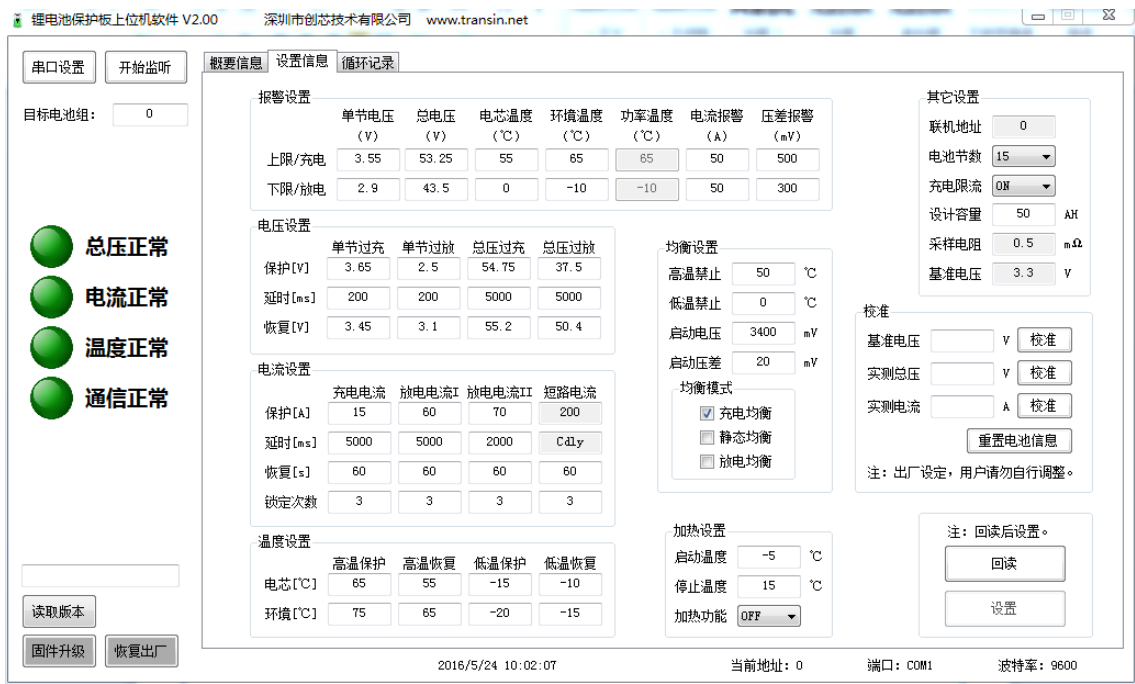 锂电池保护板上位机软件 V2.00 深圳市创芯技术有限公司 www.transin.net
串口设置 开始监听
目标电池组： 0
总压正常
电流正常
温度正常
通信正常
读取版本
固件升级 恢复出厂
概要信息 设置信息 循环记录
报警设置
单节电压 总电压 电芯温度 环境温度 功率温度 电流报警 压差报警
（V） （V） （℃） （℃） （℃） （A） （mV）
上限/充电 3.55 53.25 55 65 65 50 500
下限/放电 2.9 43.5 0 -10 -10 50 300
电压设置
单节过充 单节过放 总压过充 总压过放
保护[V] 3.65 2.5 54.75 37.5
延时[ms] 200 200 5000 5000
恢复[V] 3.45 3.1 55.2 50.4
电流设置
充电电流 放电电流I 放电电流II 短路电流
保护[A] 15 60 70 200
延时[ms] 5000 5000 2000 Cdly
恢复[s] 60 60 60 60
锁定次数 3 3 3 3
温度设置
高温保护 高温恢复 低温保护 低温恢复
电芯[℃] 65 55 -15 -10
环境[℃] 75 65 -20 -15
均衡设置
高温禁止 50 ℃
低温禁止 0 ℃
启动电压 3400 mV
启动压差 20 mV
均衡模式
充电均衡
静态均衡
放电均衡
加热设置
启动温度 -5 ℃
停止温度 15 ℃
加热功能 OFF
其它设置
联机地址 0
电池节数 15
充电限流 ON
设计容量 50 AH
采样电阻 0.5 mΩ
基准电压 3.3 V
校准
基准电压 V 校准
实测总压 V 校准
实测电流 A 校准
重置电池信息
注：出厂设定，用户请勿自行调整。
注：回读后设置。
回读
设置
2016/5/24 10:02:07 当前地址：0 端口：COM1 波特率：9600